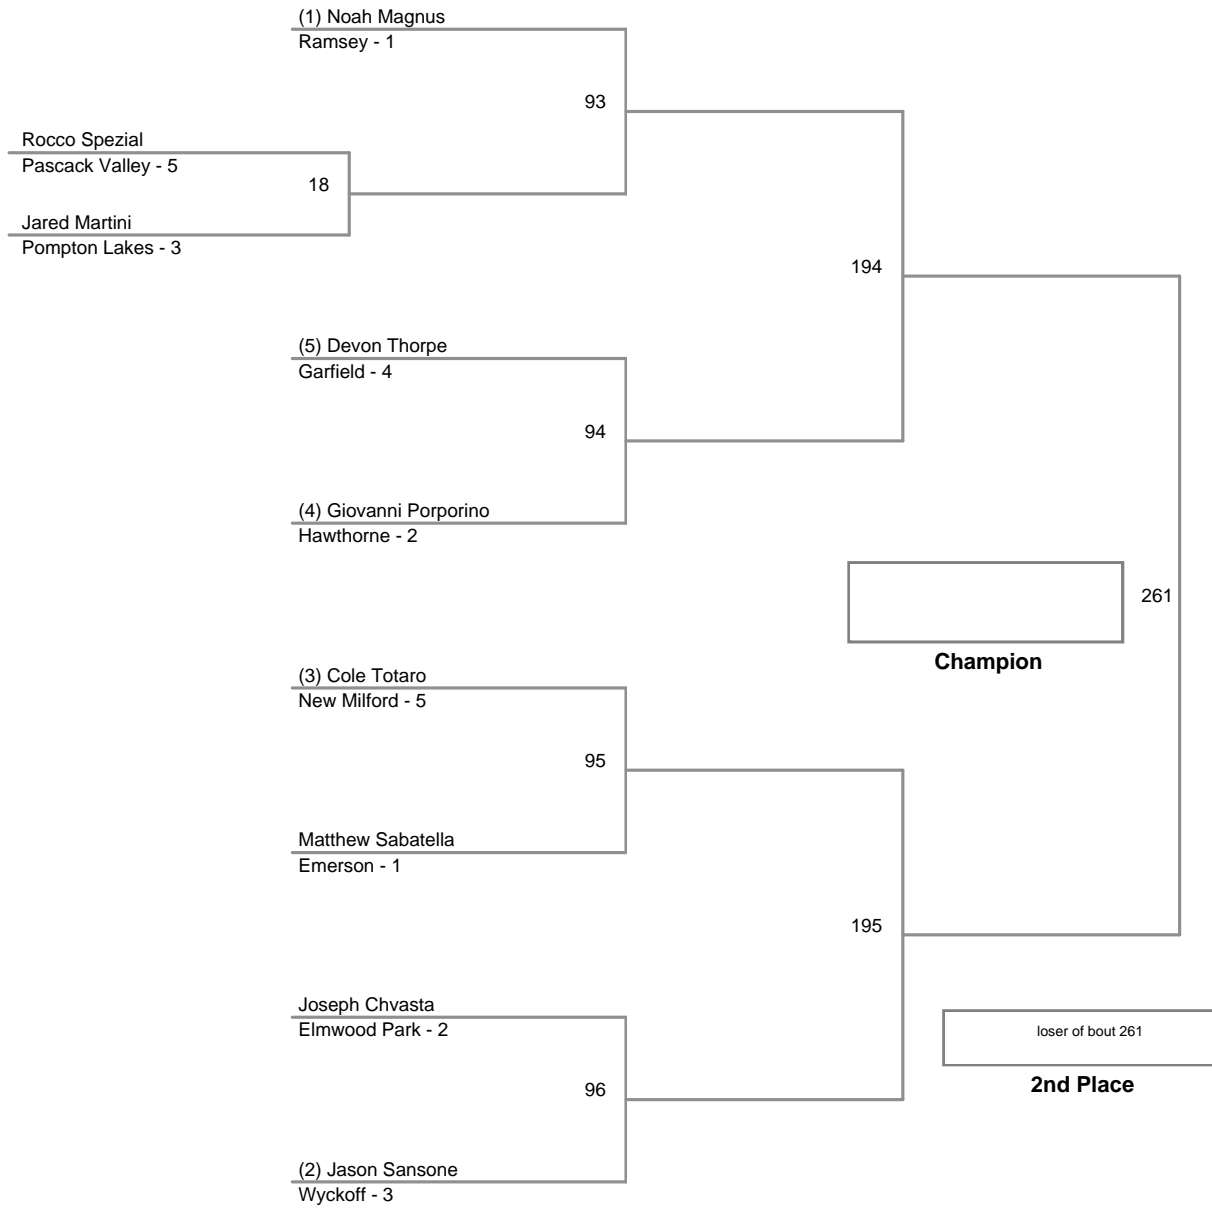 (1) Noah Magnus
Ramsey - 1
93
Rocco Spezial
Pascack Valley - 5
18
Jared Martini
Pompton Lakes - 3
194
(5) Devon Thorpe
Garfield - 4
94
(4) Giovanni Porporino
Hawthorne - 2
261
Champion
(3) Cole Totaro
New Milford - 5
95
Matthew Sabatella
Emerson - 1
195
Joseph Chvasta
Elmwood Park - 2
loser of bout 261
2nd Place
96
(2) Jason Sansone
Wyckoff - 3